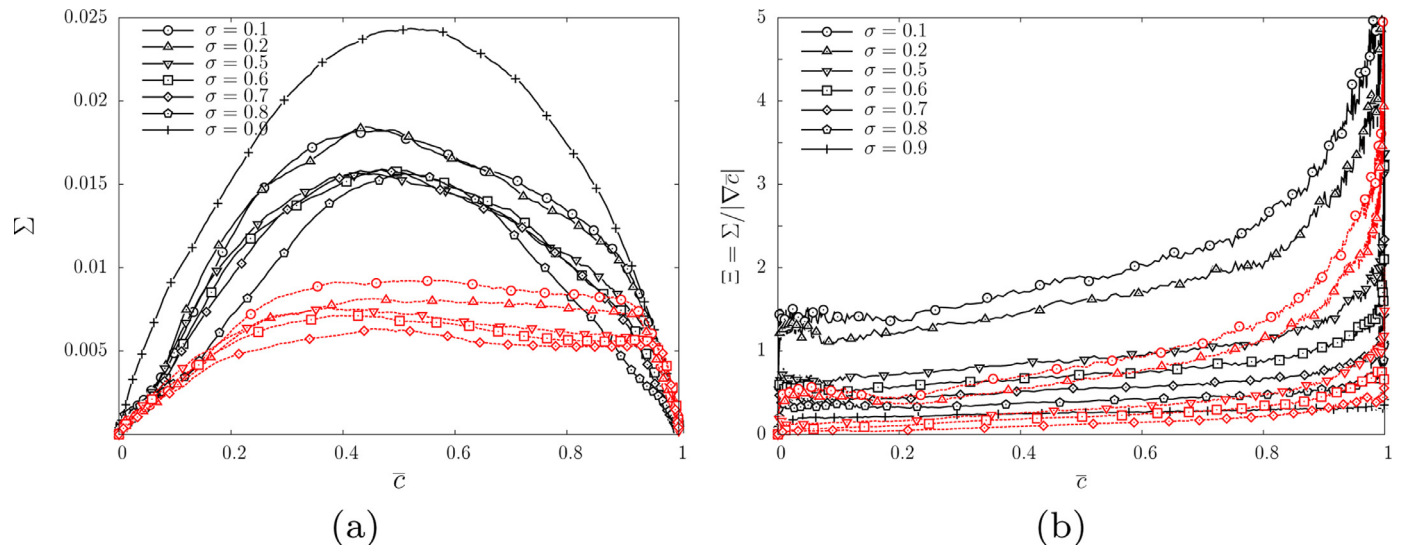 0.025
0.02
0.015
0.01
0.005
0
Σ
σ = 0.1
σ = 0.2
σ = 0.5
σ = 0.6
σ = 0.7
σ = 0.8
σ = 0.9
0 0.2 0.4 0.6 0.8 1
c̅
(a)
5
4
3
2
1
0
Ξ = Σ/|∇c̅|
σ = 0.1
σ = 0.2
σ = 0.5
σ = 0.6
σ = 0.7
σ = 0.8
σ = 0.9
0 0.2 0.4 0.6 0.8 1
c̅
(b)